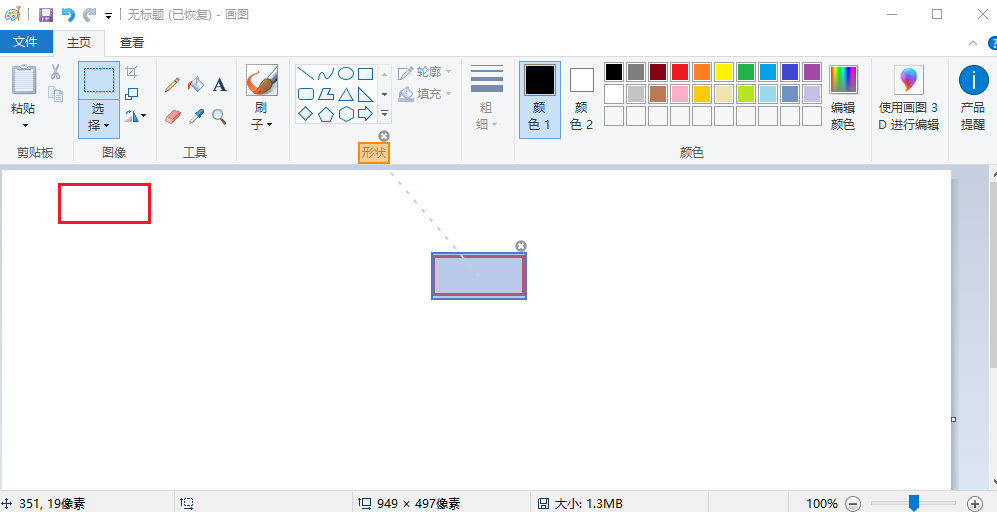 无标题 (已恢复) - 画图
文件 主页 查看
粘贴
选
择
A
刷
子
轮廓
填充
粗
细
颜
色 1
颜
色 2
编辑
颜色
使用画图 3
D 进行编辑
产品
提醒
剪贴板 图像 工具 形状 颜色
351, 19像素 949 × 497像素 大小: 1.3MB 100%